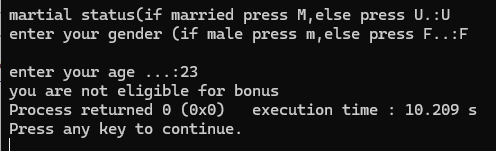 martial status(if married press M,else press U.:U
enter your gender (if male press m,else press F..:F
enter your age ...:23
you are not eligible for bonus
Process returned 0 (0x0)   execution time : 10.209 s
Press any key to continue.